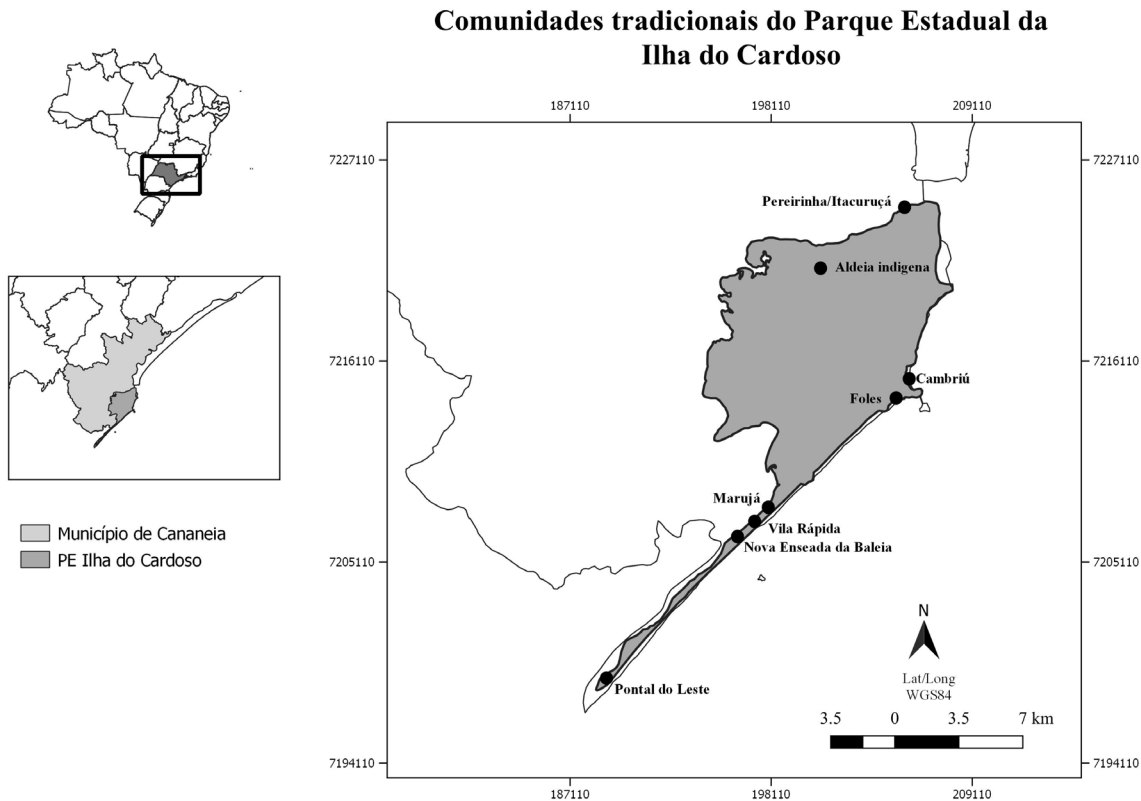 Comunidades tradicionais do Parque Estadual da
Ilha do Cardoso
187110
198110
209110
7227110
7227110
Pereirinha/Itacuruçá
Aldeia indigena
7216110
7216110
Cambriú
Foles
Marujá
Vila Rápida
Nova Enseada da Baleia
Município de Cananeia
PE Ilha do Cardoso
7205110
7205110
N
Lat/Long
WGS84
Pontal do Leste
3.5 0 3.5 7 km
7194110
7194110
187110
198110
209110